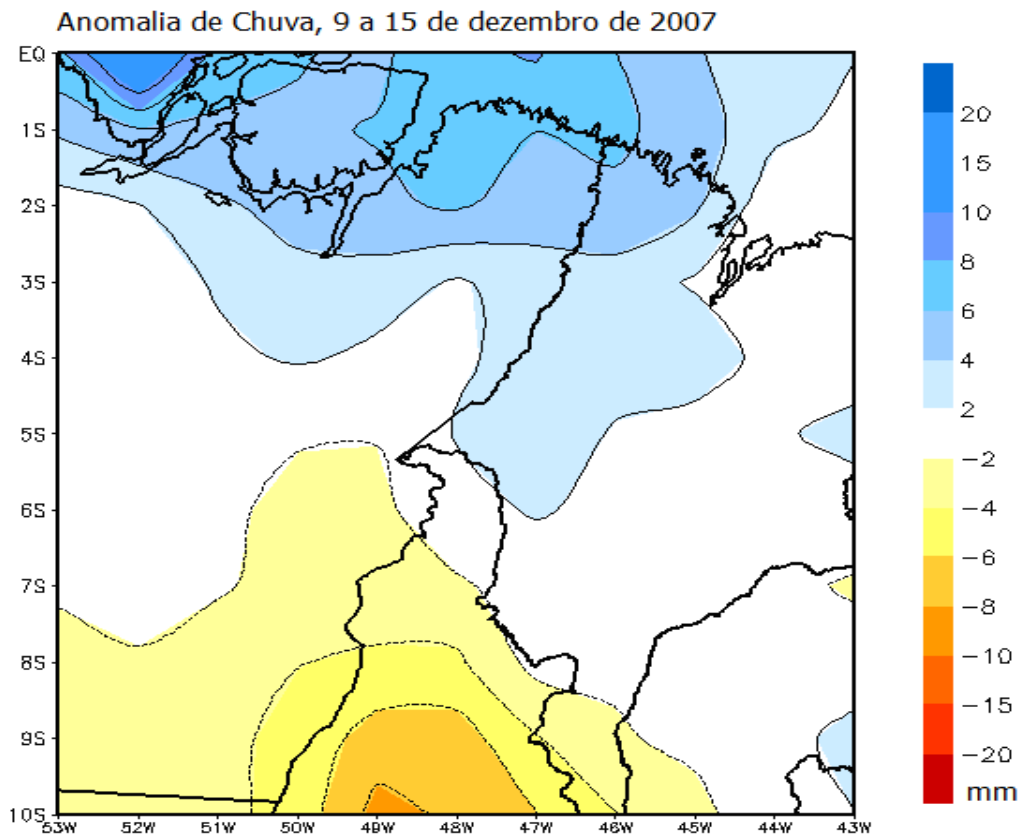 Anomalia de Chuva, 9 a 15 de dezembro de 2007
EQ
1S
2S
3S
4S
5S
6S
7S
8S
9S
10S
53W 52W 51W 50W 49W 48W 47W 46W 45W 44W 43W
20
15
10
8
6
4
2
−2
−4
−6
−8
−10
−15
−20
mm